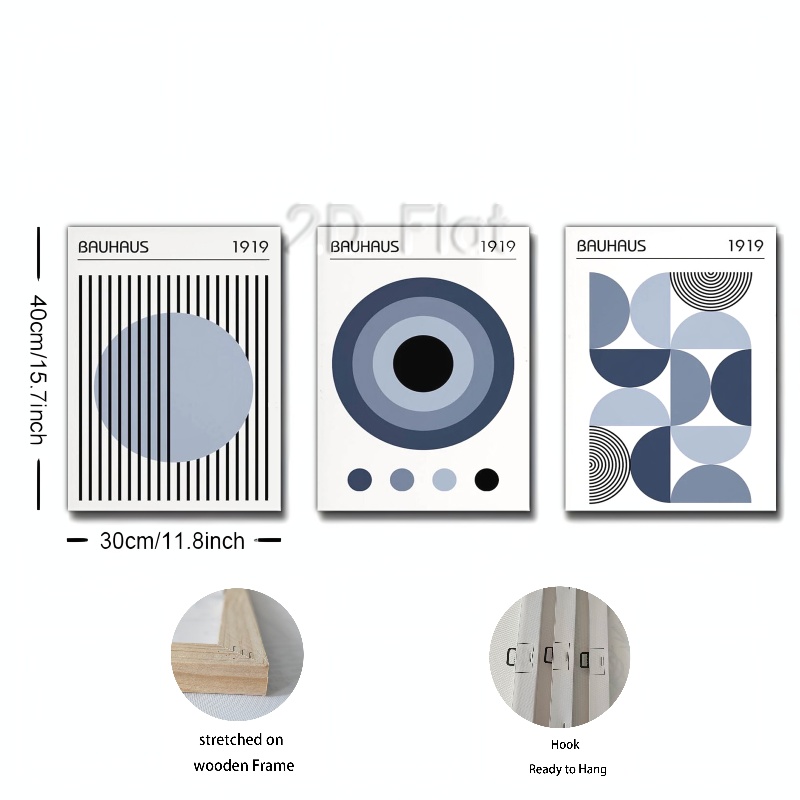 2D Flat
BAUHAUS 1919
BAUHAUS 1919
BAUHAUS 1919
40cm/15.7inch
30cm/11.8inch
stretched on
wooden Frame
Hook
Ready to Hang